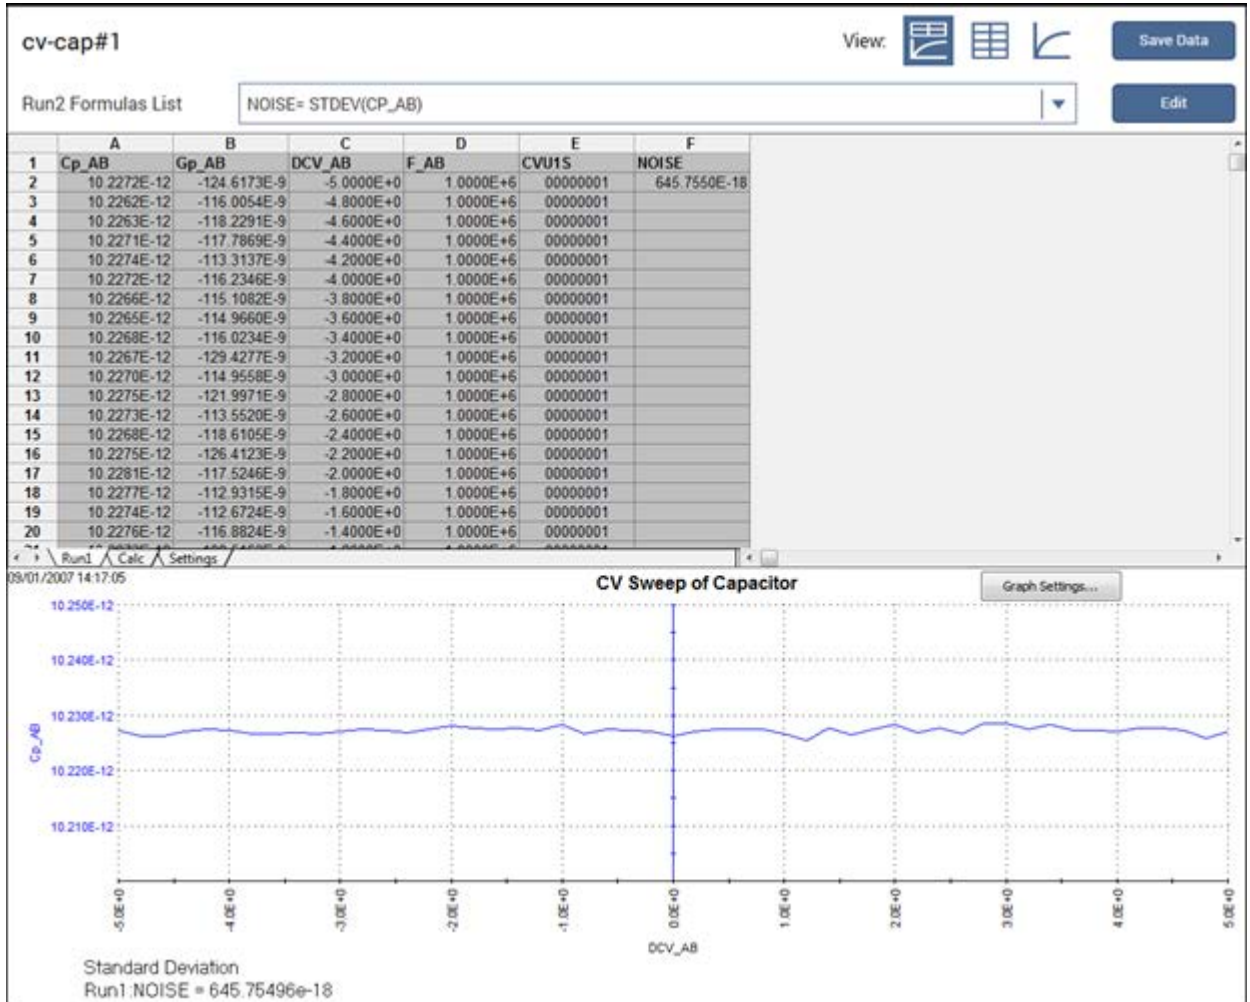 cv-cap#1 View: Save Data
Run2 Formulas List NOISE= STDEV(CP_AB) Edit
A B C D E F
1 Cp_AB Gp_AB DCV_AB F_AB CVU1S NOISE
2 10.2272E-12 -124.6173E-9 -5.0000E+0 1.0000E+6 00000001 645.7550E-18
3 10.2262E-12 -116.0054E-9 -4.8000E+0 1.0000E+6 00000001
4 10.2263E-12 -118.2291E-9 -4.6000E+0 1.0000E+6 00000001
5 10.2271E-12 -117.7869E-9 -4.4000E+0 1.0000E+6 00000001
6 10.2274E-12 -113.3137E-9 -4.2000E+0 1.0000E+6 00000001
7 10.2272E-12 -116.2346E-9 -4.0000E+0 1.0000E+6 00000001
8 10.2266E-12 -115.1082E-9 -3.8000E+0 1.0000E+6 00000001
9 10.2265E-12 -114.9660E-9 -3.6000E+0 1.0000E+6 00000001
10 10.2268E-12 -116.0234E-9 -3.4000E+0 1.0000E+6 00000001
11 10.2267E-12 -129.4277E-9 -3.2000E+0 1.0000E+6 00000001
12 10.2270E-12 -114.9558E-9 -3.0000E+0 1.0000E+6 00000001
13 10.2275E-12 -121.9971E-9 -2.8000E+0 1.0000E+6 00000001
14 10.2273E-12 -113.5520E-9 -2.6000E+0 1.0000E+6 00000001
15 10.2268E-12 -118.6105E-9 -2.4000E+0 1.0000E+6 00000001
16 10.2275E-12 -126.4123E-9 -2.2000E+0 1.0000E+6 00000001
17 10.2281E-12 -117.5246E-9 -2.0000E+0 1.0000E+6 00000001
18 10.2277E-12 -112.9315E-9 -1.8000E+0 1.0000E+6 00000001
19 10.2274E-12 -112.6724E-9 -1.6000E+0 1.0000E+6 00000001
20 10.2276E-12 -116.8824E-9 -1.4000E+0 1.0000E+6 00000001
Run1 Calc Settings
09/01/2007 14:17:05
CV Sweep of Capacitor
Graph Settings...
10.250E-12
10.240E-12
10.230E-12
10.220E-12
10.210E-12
Cp_AB
-5.0E+0 -4.0E+0 -3.0E+0 -2.0E+0 -1.0E+0 0.0E+0 1.0E+0 2.0E+0 3.0E+0 4.0E+0 5.0E+0
DCV_AB
Standard Deviation
Run1:NOISE = 645.75496e-18